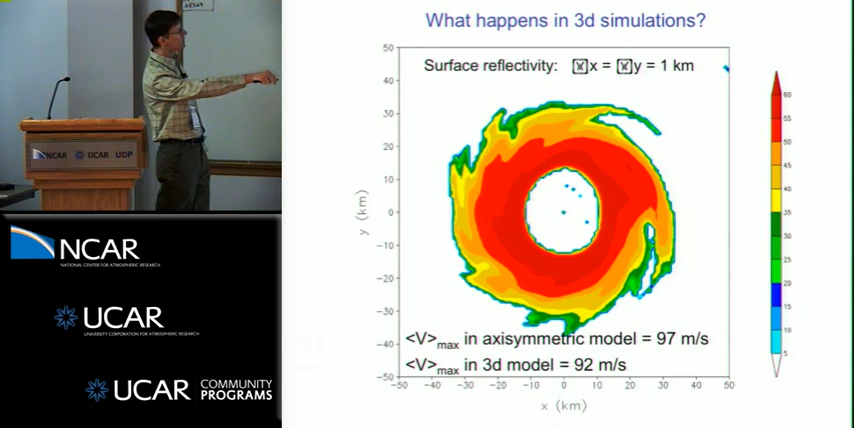 What happens in 3d simulations?
Surface reflectivity: x = y = 1 km
50
40
30
20
10
0
−10
−20
−30
−40
−50
y (km)
<V>max in axisymmetric model = 97 m/s
<V>max in 3d model = 92 m/s
−50 −40 −30 −20 −10 0 10 20 30 40 50
x (km)
60
55
50
45
40
35
30
25
20
15
10
5
NCAR UCAR UOP
NCAR
NATIONAL CENTER FOR ATMOSPHERIC RESEARCH
UCAR
UNIVERSITY CORPORATION FOR ATMOSPHERIC RESEARCH
UCAR COMMUNITY
PROGRAMS